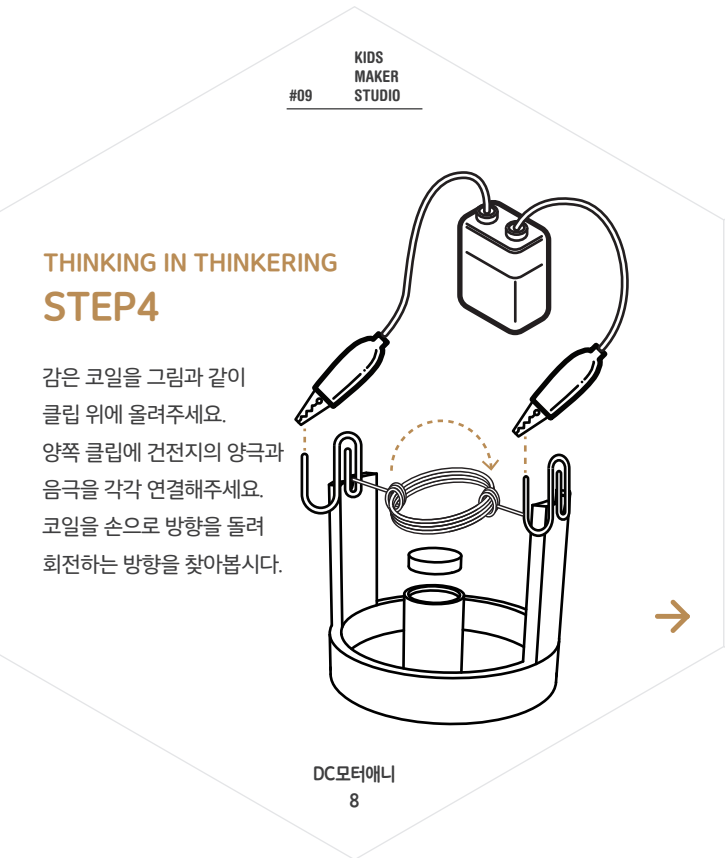 #09
KIDS
MAKER
STUDIO
THINKING IN THINKERING
STEP4
감은 코일을 그림과 같이
클립 위에 올려주세요.
양쪽 클립에 건전지의 양극과
음극을 각각 연결해주세요.
코일을 손으로 방향을 돌려
회전하는 방향을 찾아봅시다.
DC모터애니
8